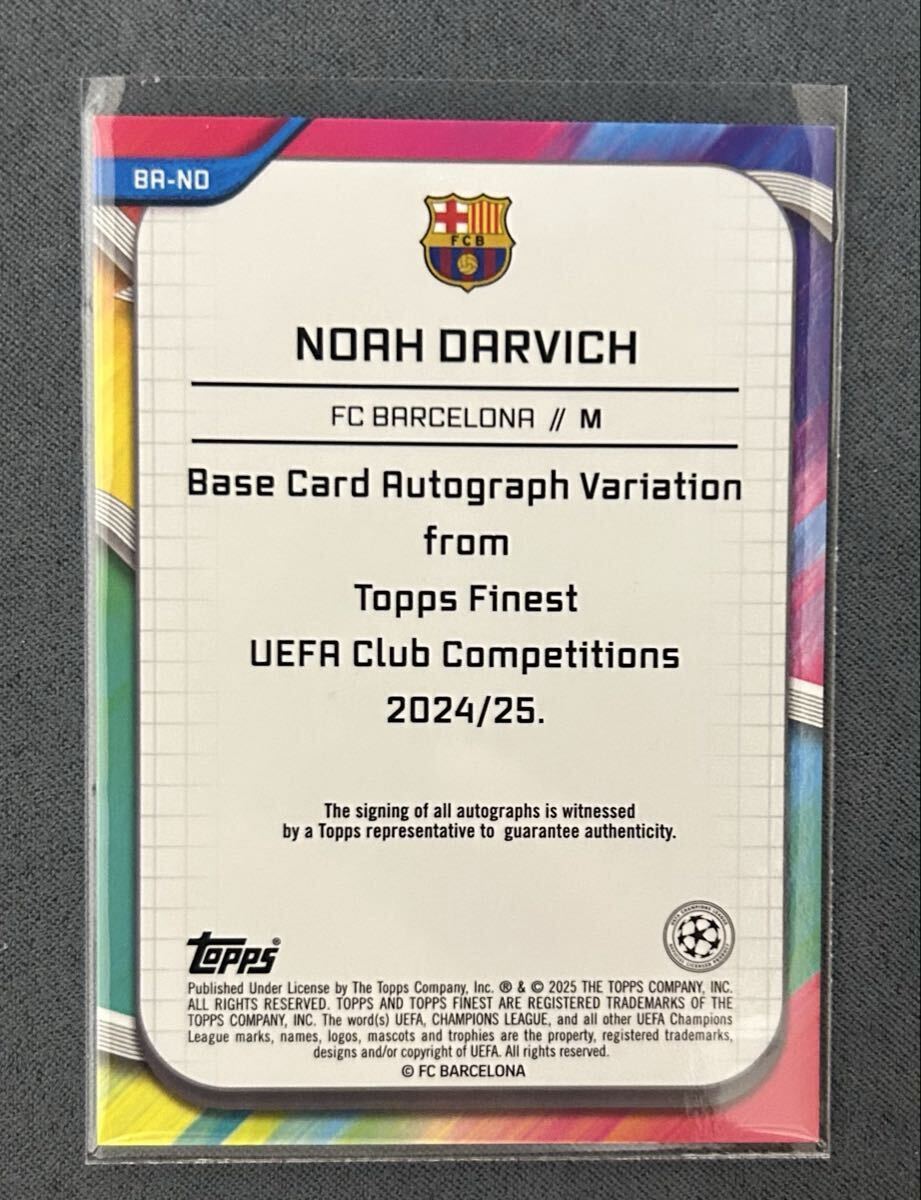 BA-ND
FCB
NOAH DARVICH
FC BARCELONA // M
Base Card Autograph Variation
from
Topps Finest
UEFA Club Competitions
2024/25.
The signing of all autographs is witnessed
by a Topps representative to guarantee authenticity.
Topps®
Published Under License by The Topps Company, Inc. ® & © 2025 THE TOPPS COMPANY, INC.
ALL RIGHTS RESERVED. TOPPS AND TOPPS FINEST ARE REGISTERED TRADEMARKS OF THE
TOPPS COMPANY, INC. The word(s) UEFA, CHAMPIONS LEAGUE, and all other UEFA Champions
League marks, names, logos, mascots and trophies are the property, registered trademarks,
designs and/or copyright of UEFA. All rights reserved.
© FC BARCELONA